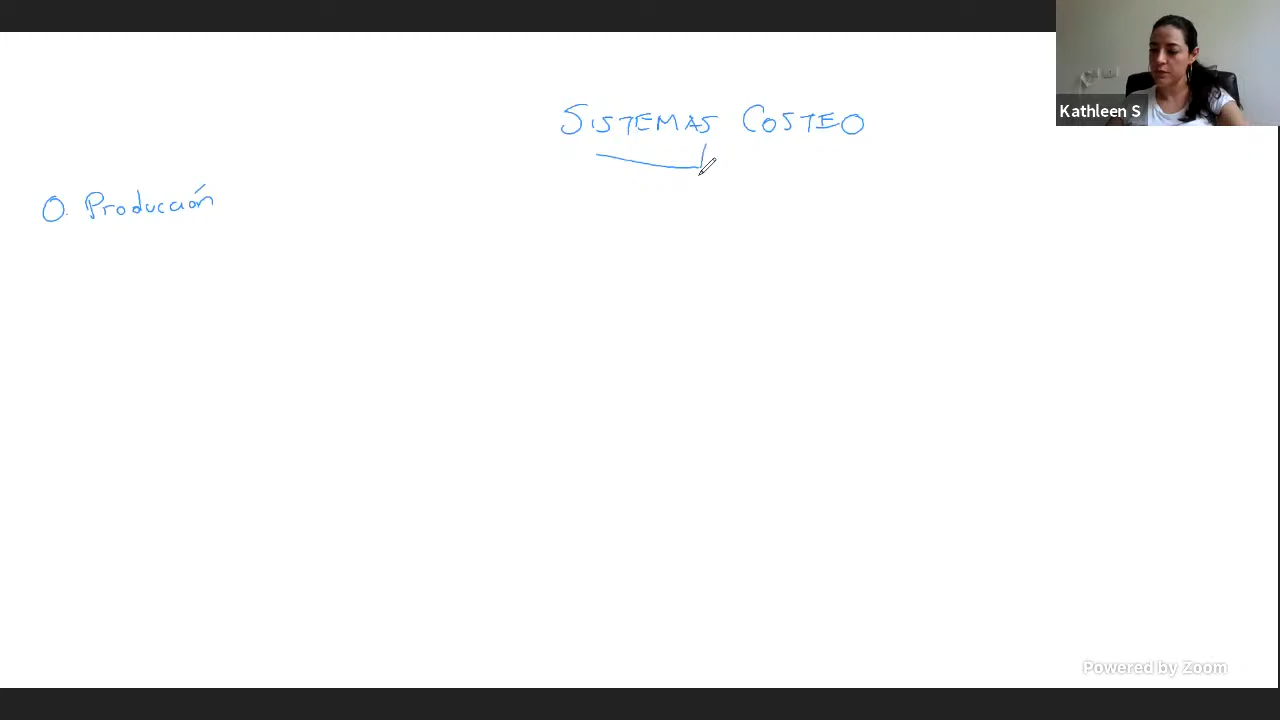 Kathleen S
SISTEMAS COSTEO
O. Producción
Powered by Zoom